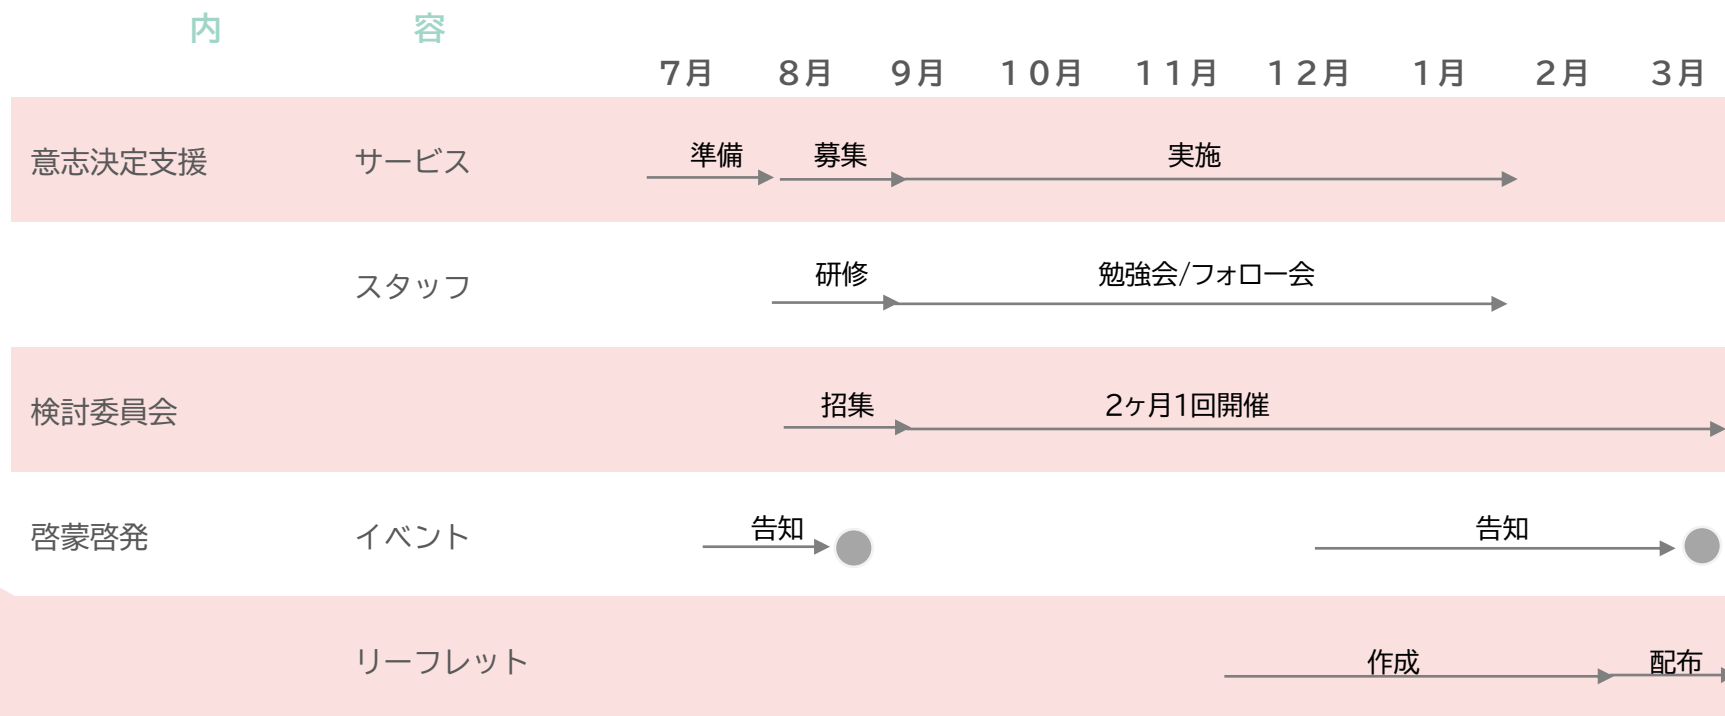 内 容
7月 8月 9月 10月 11月 12月 1月 2月 3月
意志決定支援 サービス 準備 募集 実施
スタッフ 研修 勉強会/フォロー会
検討委員会 招集 2ヶ月1回開催
啓蒙啓発 イベント 告知 告知
リーフレット 作成 配布